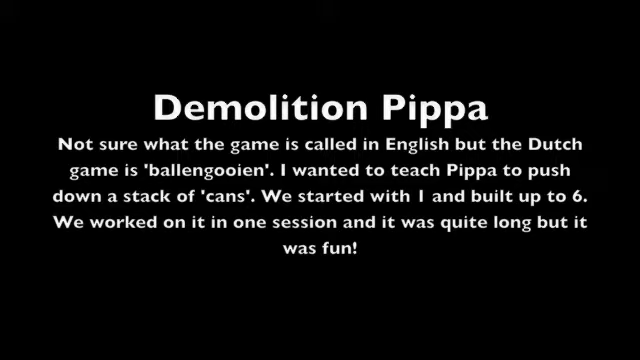 Demolition Pippa
Not sure what the game is called in English but the Dutch
game is 'ballengooien'. I wanted to teach Pippa to push
down a stack of 'cans'. We started with 1 and built up to 6.
We worked on it in one session and it was quite long but it
was fun!